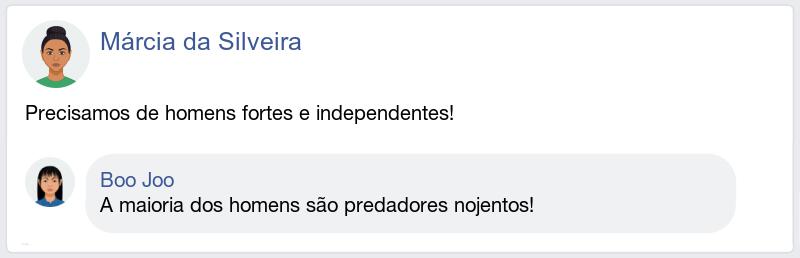 Márcia da Silveira
Precisamos de homens fortes e independentes!
Boo Joo
A maioria dos homens são predadores nojentos!